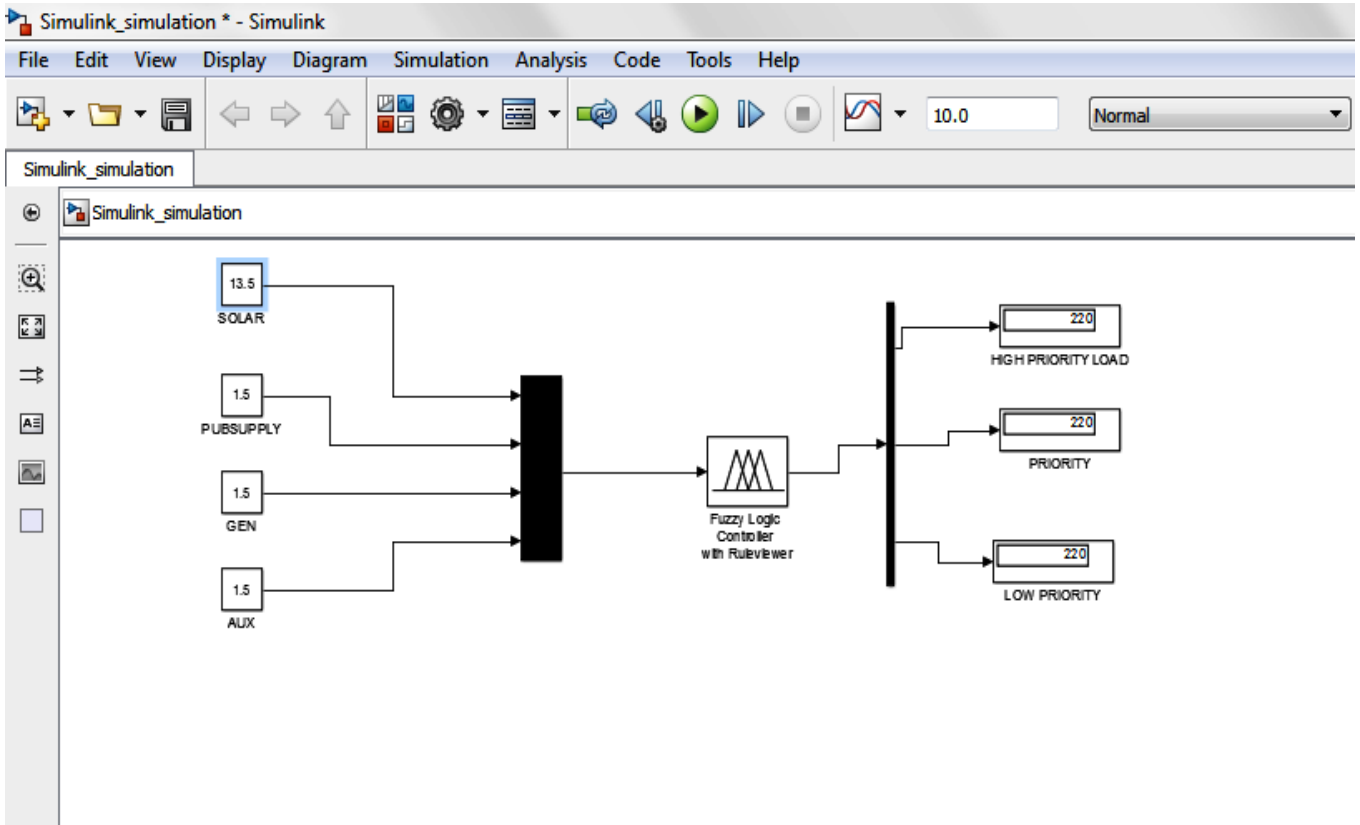 Simulink_simulation * - Simulink
File Edit View Display Diagram Simulation Analysis Code Tools Help
10.0 Normal
Simulink_simulation
Simulink_simulation
13.5
SOLAR
1.5
PUBSUPPLY
1.5
GEN
1.5
AUX
Fuzzy Logic
Controller
with Ruleviewer
220
HIGH PRIORITY LOAD
220
PRIORITY
220
LOW PRIORITY